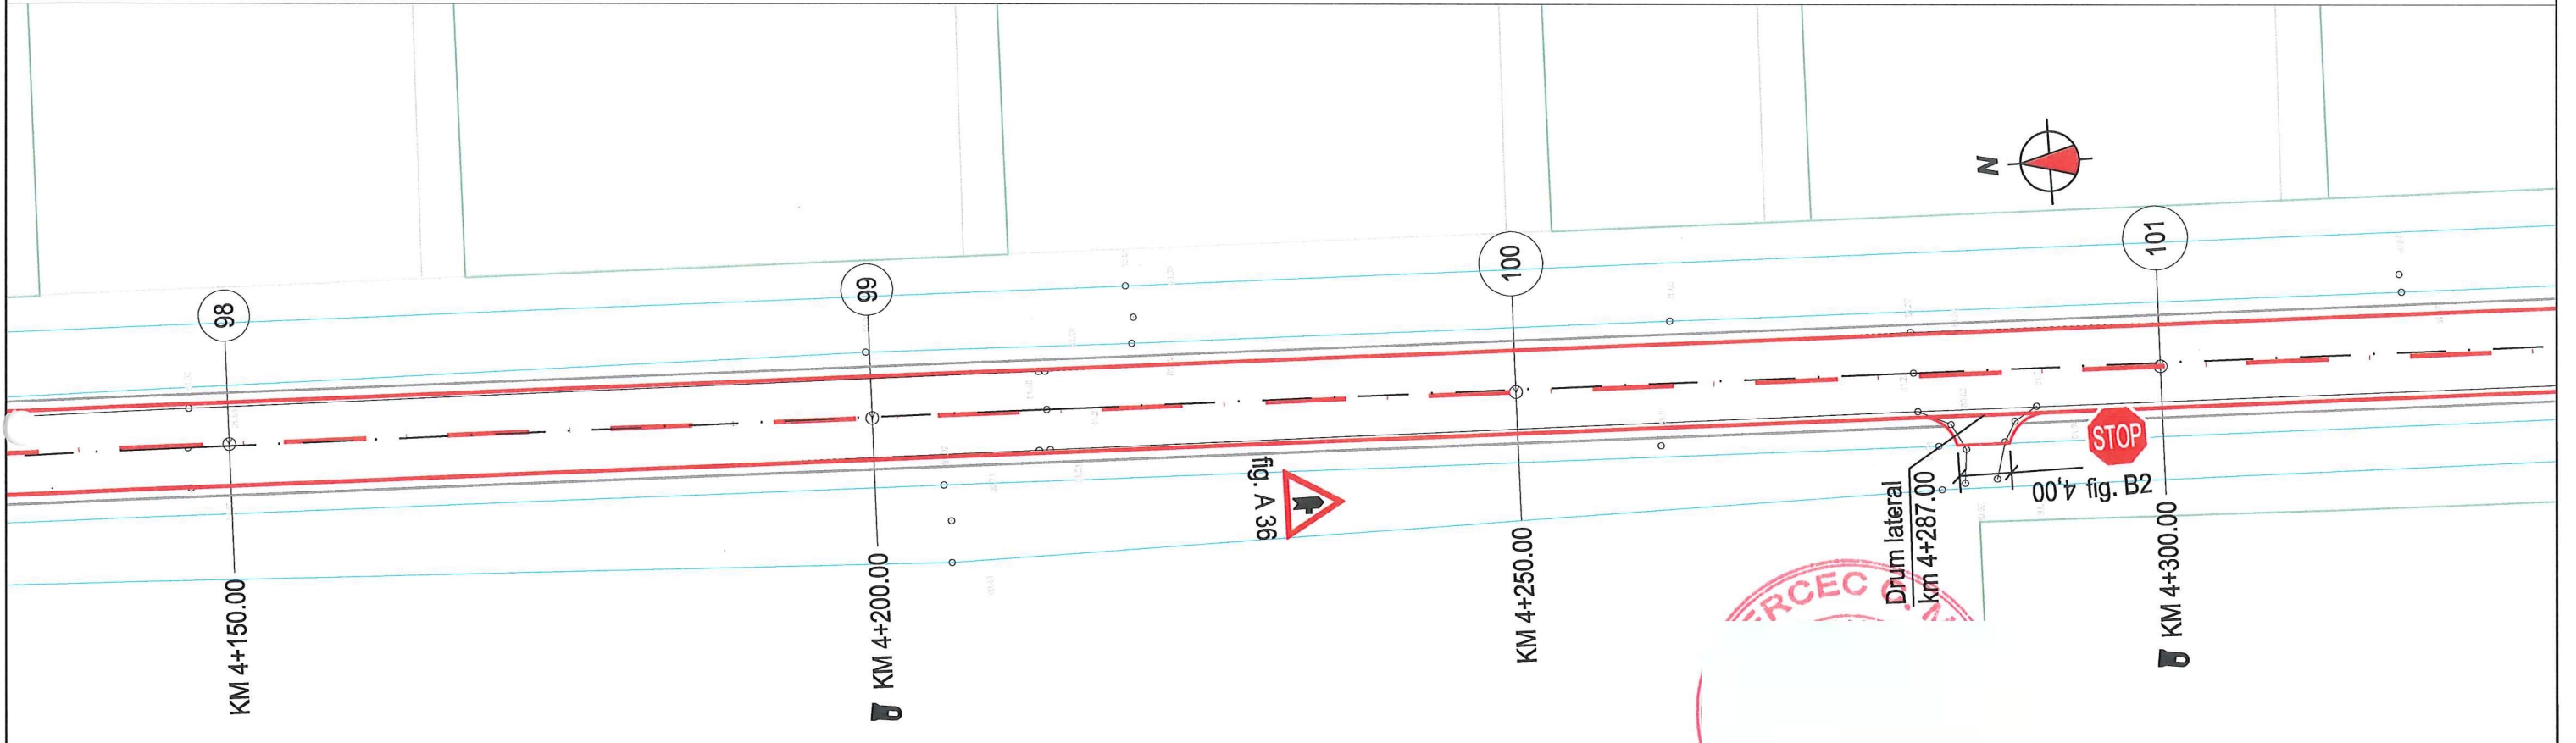 N
98
99
100
101
KM 4+150.00
KM 4+200.00
KM 4+250.00
KM 4+300.00
fig. A 36
Drum lateral
km 4+287.00
4,00
fig. B2
STOP
ERCEC